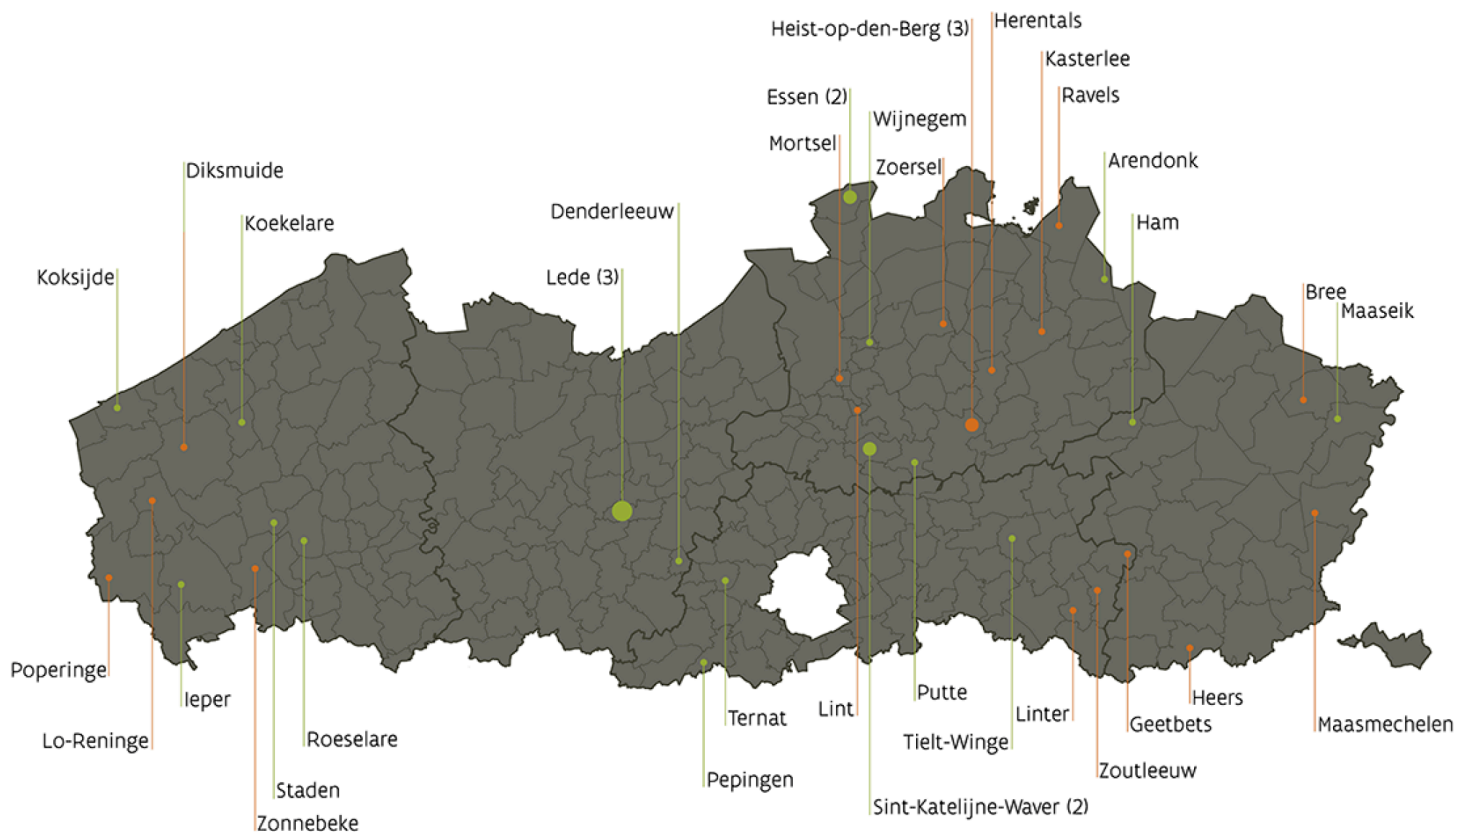 Heist-op-den-Berg (3)
Herentals
Kasterlee
Essen (2)
Ravels
Wijnegem
Mortsel
Zoersel
Arendonk
Diksmuide
Denderleeuw
Koekelare
Ham
Koksijde
Lede (3)
Bree
Maaseik
Poperinge
Ieper
Lo-Reninge
Roeselare
Staden
Zonnebeke
Ternat
Pepingen
Lint
Putte
Tielt-Winge
Linter
Geetbets
Heers
Maasmechelen
Zoutleeuw
Sint-Katelijne-Waver (2)